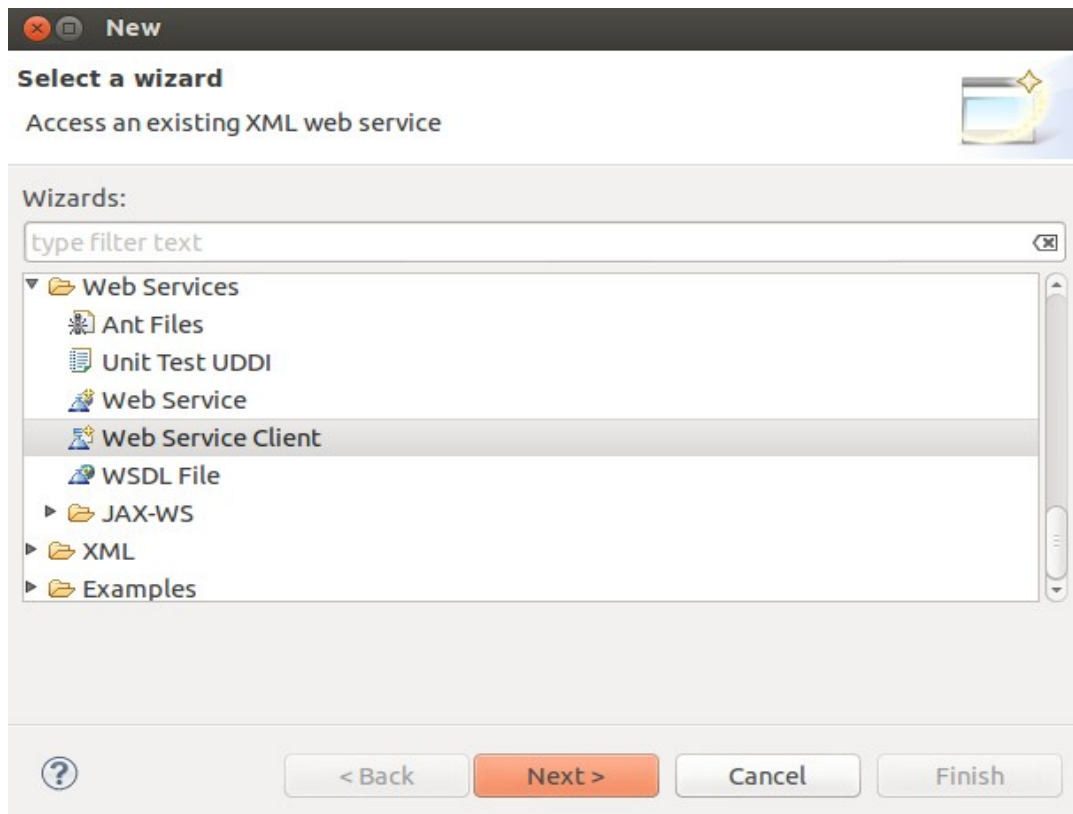 New
Select a wizard
Access an existing XML web service
Wizards:
type filter text
Web Services
Ant Files
Unit Test UDDI
Web Service
Web Service Client
WSDL File
JAX-WS
XML
Examples
? < Back Next > Cancel Finish